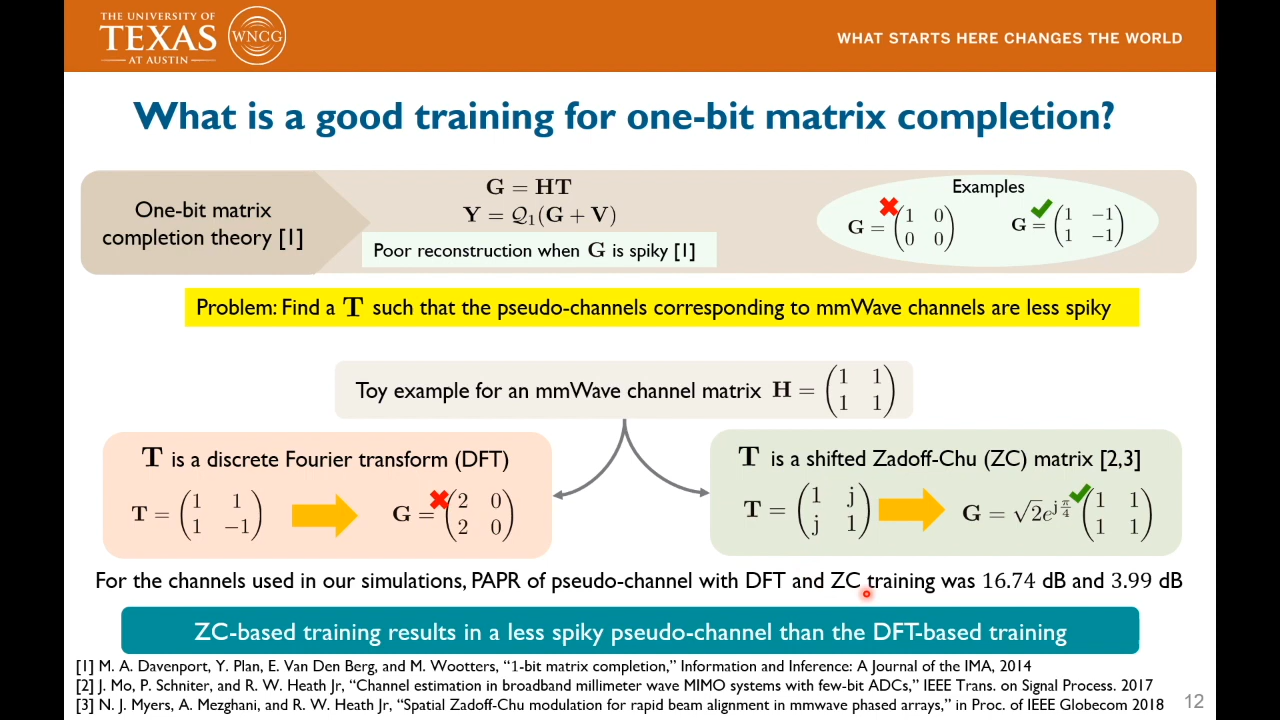 THE UNIVERSITY OF
TEXAS
AT AUSTIN
WNCG
WHAT STARTS HERE CHANGES THE WORLD
What is a good training for one-bit matrix completion?
One-bit matrix
completion theory [1]
G = HT
Y = 𝒬₁(G + V)
Poor reconstruction when G is spiky [1]
Examples
✖ G = (1 0
0 0)
✔ G = (1 −1
1 −1)
Problem: Find a T such that the pseudo-channels corresponding to mmWave channels are less spiky
Toy example for an mmWave channel matrix H = (1 1
1 1)
T is a discrete Fourier transform (DFT)
T = (1 1
1 −1)
✖ G = (2 0
2 0)
T is a shifted Zadoff-Chu (ZC) matrix [2,3]
T = (1 j
j 1)
✔ G = √2e^{jπ/4} (1 1
1 1)
For the channels used in our simulations, PAPR of pseudo-channel with DFT and ZC training was 16.74 dB and 3.99 dB
ZC-based training results in a less spiky pseudo-channel than the DFT-based training
[1] M. A. Davenport, Y. Plan, E. Van Den Berg, and M. Wootters, “1-bit matrix completion,” Information and Inference: A Journal of the IMA, 2014
[2] J. Mo, P. Schniter, and R. W. Heath Jr, “Channel estimation in broadband millimeter wave MIMO systems with few-bit ADCs,” IEEE Trans. on Signal Process. 2017
[3] N. J. Myers, A. Mezghani, and R. W. Heath Jr, “Spatial Zadoff-Chu modulation for rapid beam alignment in mmwave phased arrays,” in Proc. of IEEE Globecom 2018
12